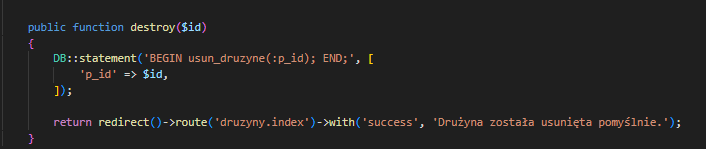 public function destroy($id)
{
    DB::statement('BEGIN usun_druzyne(:p_id); END;', [
        'p_id' => $id,
    ]);

    return redirect()->route('druzyny.index')->with('success', 'Drużyna została usunięta pomyślnie.');
}